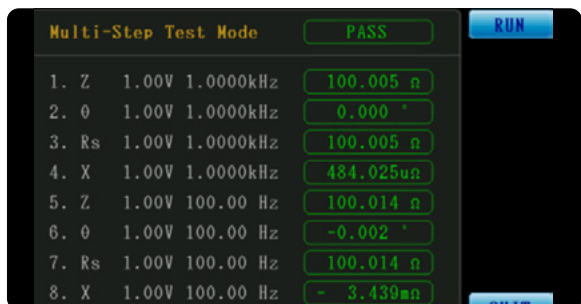 Multi-Step Test Mode PASS RUN
1. Z 1.00V 1.0000kHz 100.005 Ω
2. θ 1.00V 1.0000kHz 0.000 °
3. Rs 1.00V 1.0000kHz 100.005 Ω
4. X 1.00V 1.0000kHz 484.025uΩ
5. Z 1.00V 100.00 Hz 100.014 Ω
6. θ 1.00V 100.00 Hz -0.002 °
7. Rs 1.00V 100.00 Hz 100.014 Ω
8. X 1.00V 100.00 Hz - 3.439mΩ